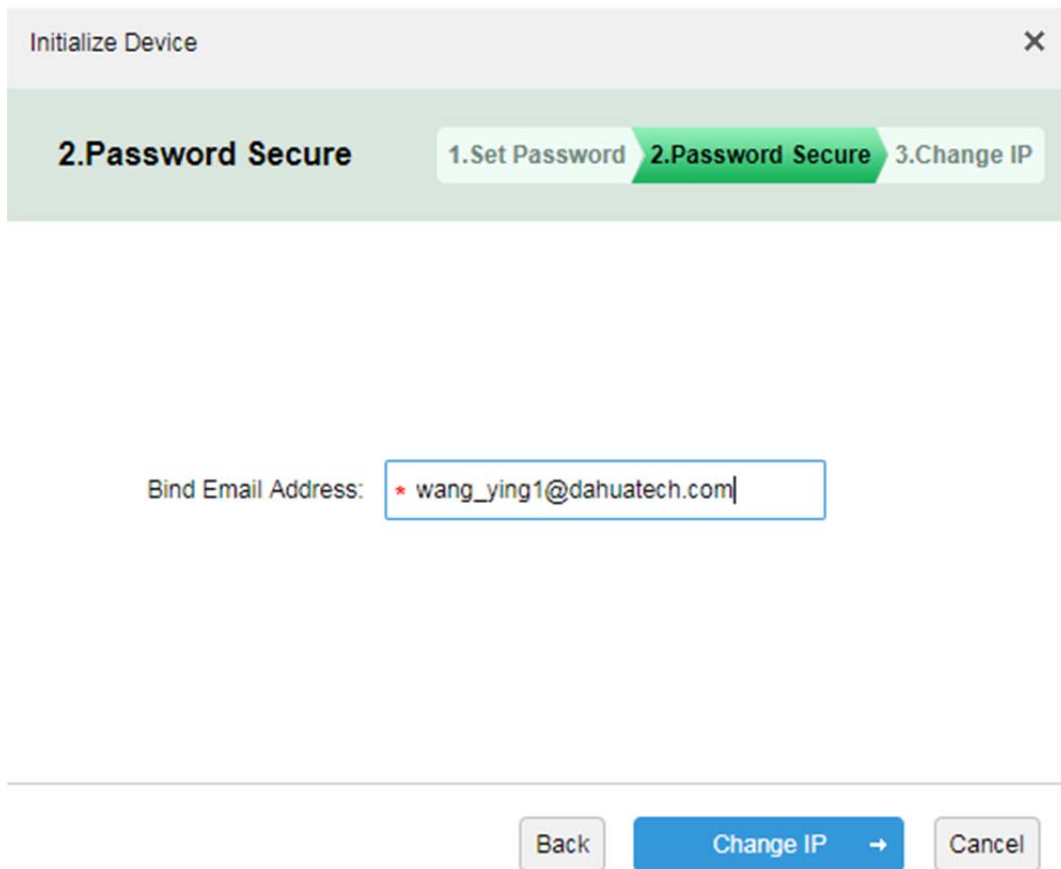 Initialize Device ×
2.Password Secure 1.Set Password 2.Password Secure 3.Change IP
Bind Email Address: * wang_ying1@dahuatech.com
Back Change IP → Cancel